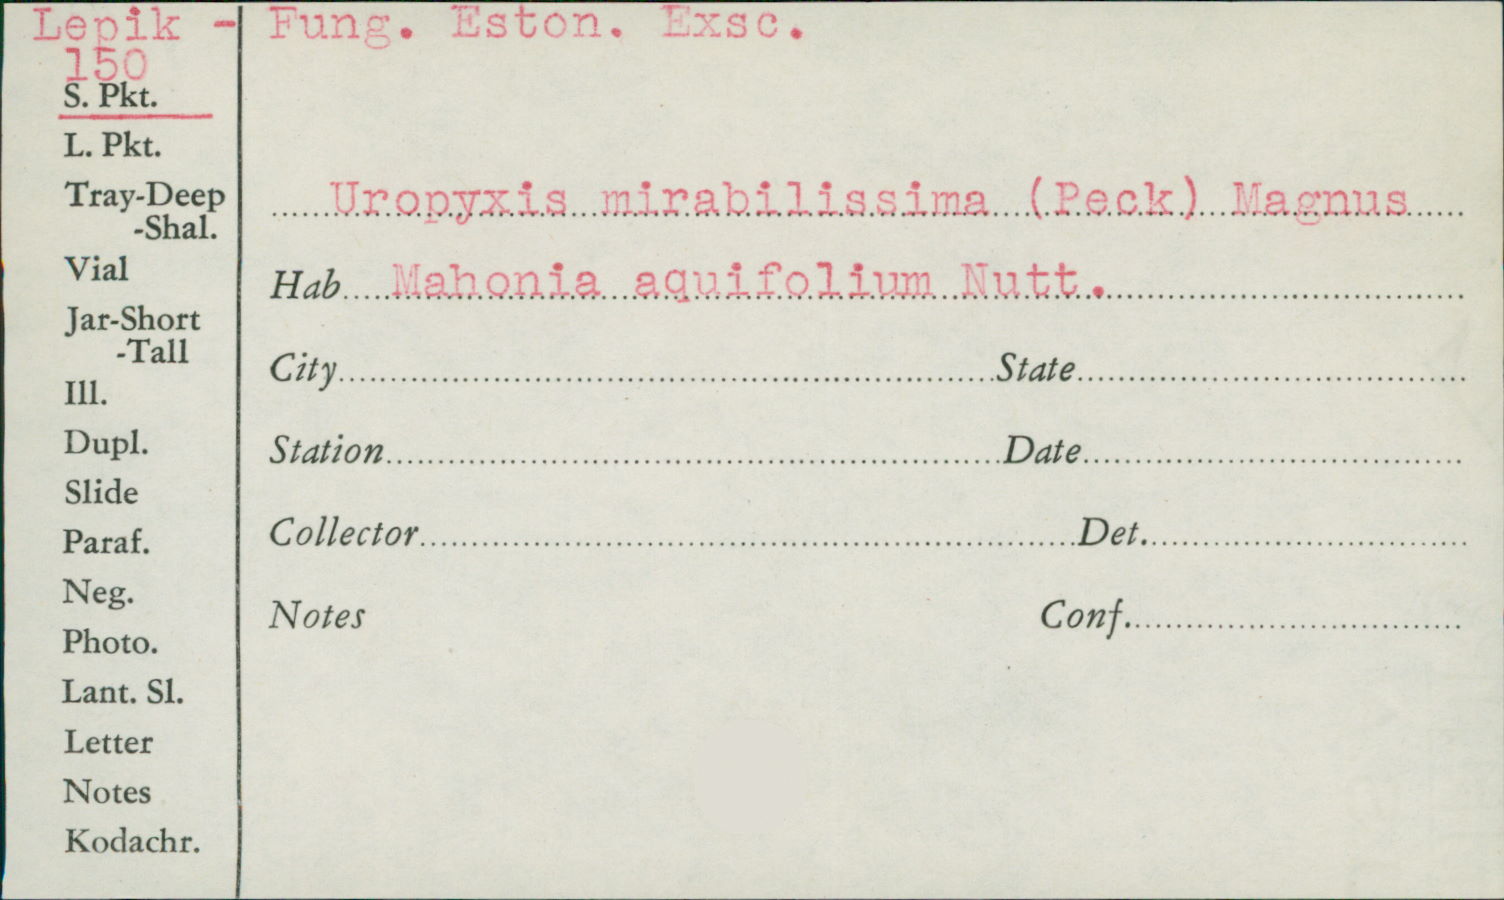 Lepik - Fung. Eston. Exsc.
150
S. Pkt.
L. Pkt.
Tray-Deep
-Shal.
Vial
Jar-Short
-Tall
Ill.
Dupl.
Slide
Paraf.
Neg.
Photo.
Lant. Sl.
Letter
Notes
Kodachr.
Uropyxis mirabilissima (Peck) Magnus
Hab. Mahonia aquifolium Nutt.
City State
Station Date
Collector Det.
Notes Conf.